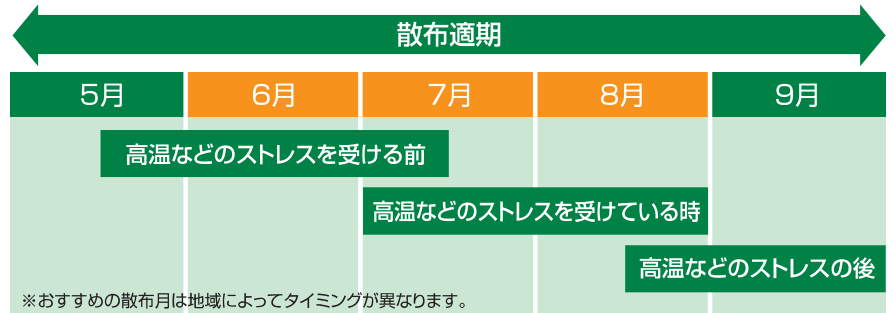 散布適期
5月 6月 7月 8月 9月
高温などのストレスを受ける前
高温などのストレスを受けている時
高温などのストレスの後
※おすすめの散布月は地域によってタイミングが異なります。